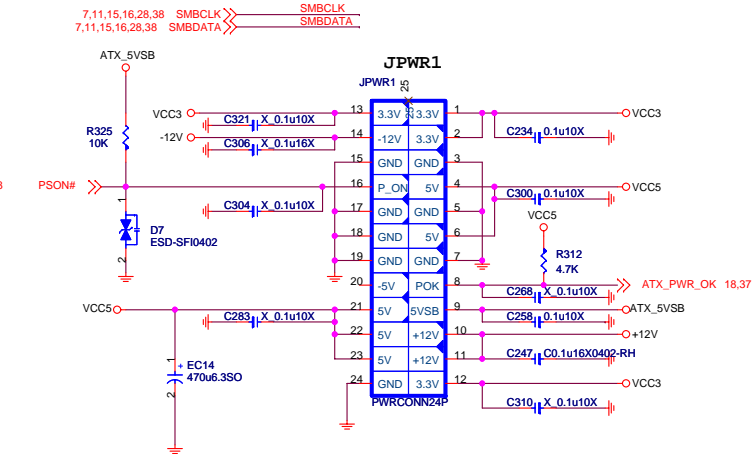 7,11,15,16,28,38 SMBCLK SMBCLK
7,11,15,16,28,38 SMBDATA SMBDATA
ATX_5VSB
JPWR1
JPWR1
25
VCC3 C321 X_0.1u10X 13 3.3V 3.3V 1 VCC3
R325
10K
-12V C306 X_0.1u16X 14 -12V 3.3V 2 C234 0.1u10X
15 GND GND 3
PSON# 16 P_ON 5V 4 VCC5
1
C304 X_0.1u10X 17 GND GND 5 C300 0.1u10X
VCC5
D7
ESD-SFI0402
18 GND 5V 6
2
19 GND GND 7
R312
4.7K
20 -5V POK 8 ATX_PWR_OK 18,37
C268 X_0.1u10X
VCC5 21 5V 5VSB 9 ATX_5VSB
C283 X_0.1u10X C258 0.1u10X
22 5V +12V 10 +12V
23 5V +12V 11 C247 C0.1u16X0402-RH
1
+ EC14
470u6.3SO
2
24 GND 3.3V 12 VCC3
PWRCONN24P
C310 X_0.1u10X